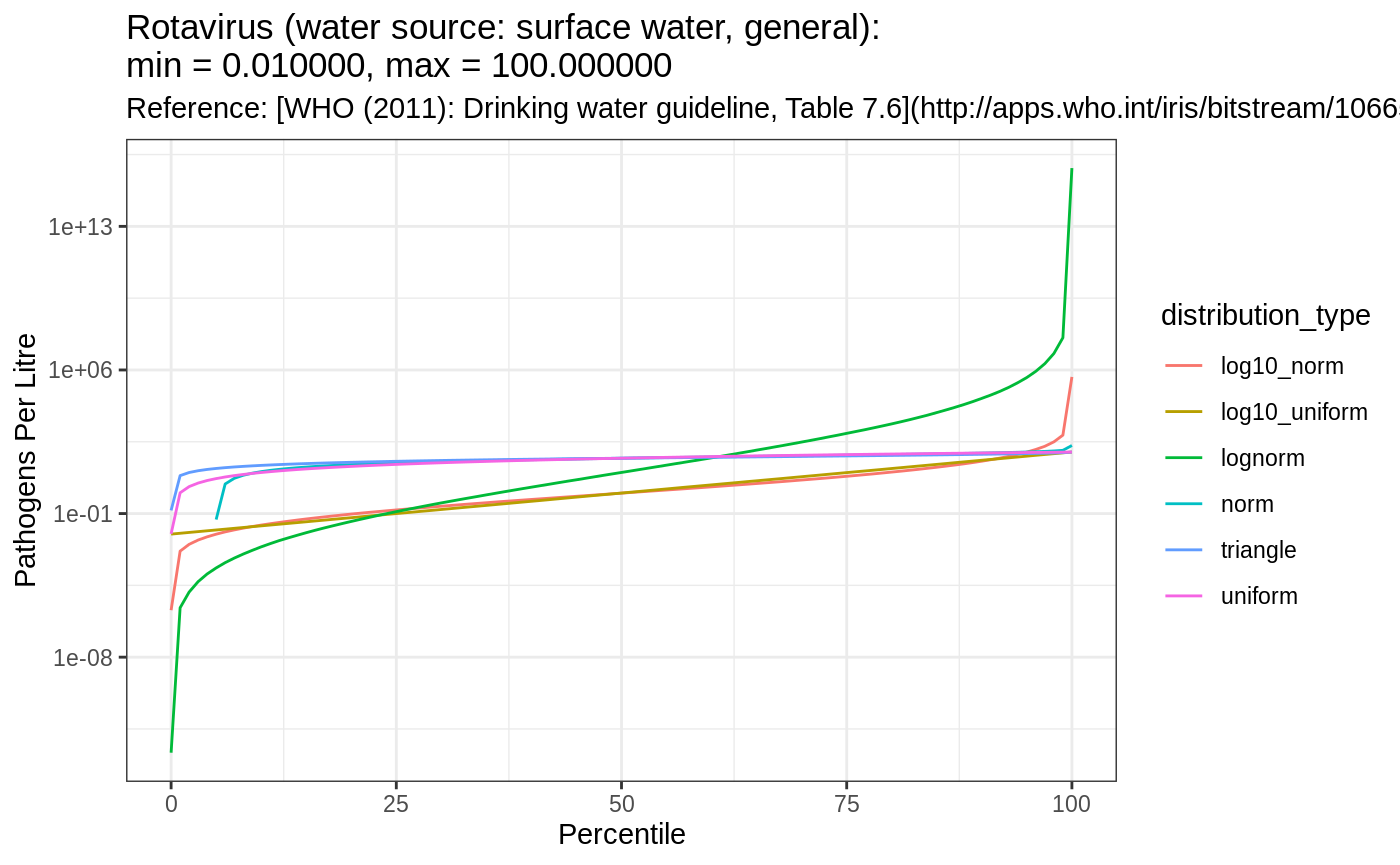 Rotavirus (water source: surface water, general):
min = 0.010000, max = 100.000000
Reference: [WHO (2011): Drinking water guideline, Table 7.6](http://apps.who.int/iris/bitstream/1066
1e+13
1e+06
1e-01
1e-08
Pathogens Per Litre
0 25 50 75 100
Percentile
distribution_type
log10_norm
log10_uniform
lognorm
norm
triangle
uniform